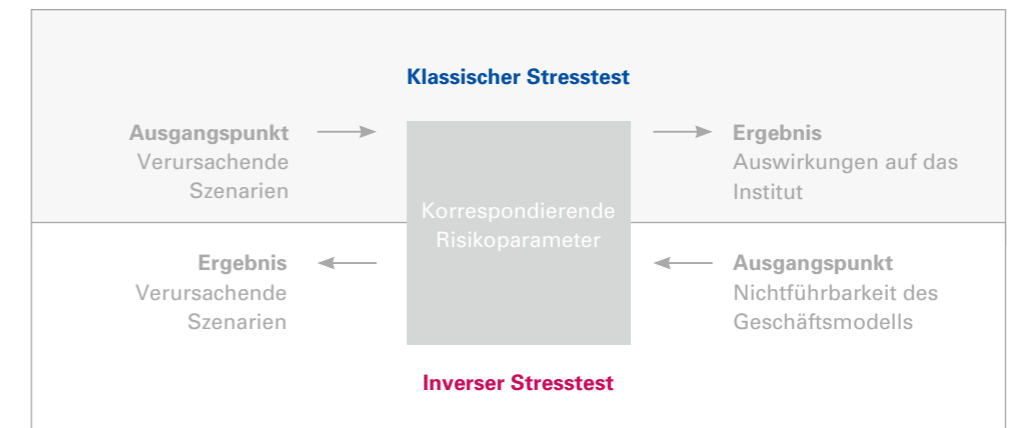 Klassischer Stresstest
Ausgangspunkt
Verursachende
Szenarien
Korrespondierende
Risikoparameter
Ergebnis
Auswirkungen auf das
Institut
Ergebnis
Verursachende
Szenarien
Ausgangspunkt
Nichtführbarkeit des
Geschäftsmodells
Inverser Stresstest